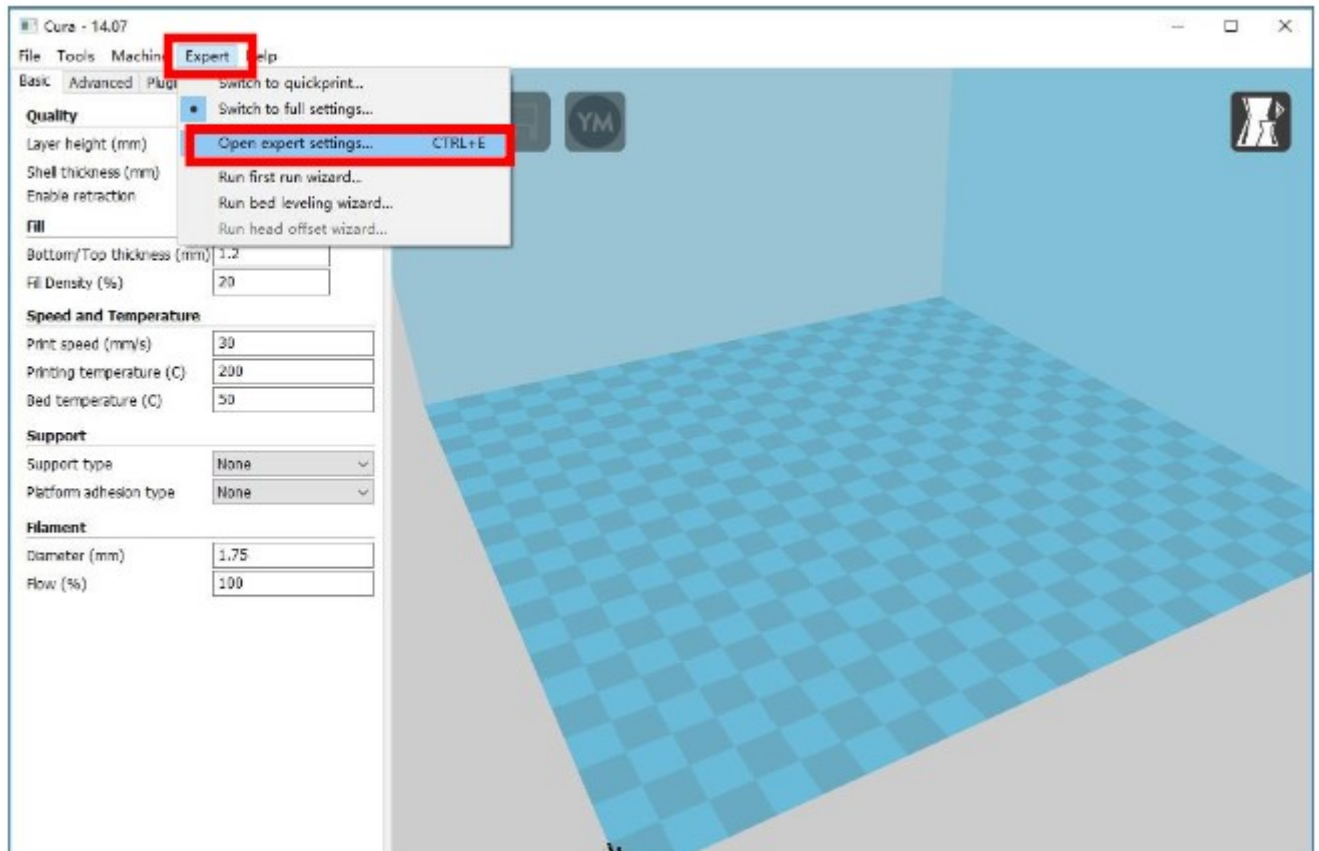 Cura - 14.07
File Tools Machin Expert elp
Basic Advanced Plugi
Switch to quickprint...
Switch to full settings...
Open expert settings... CTRL+E
Run first run wizard...
Run bed leveling wizard...
Run head offset wizard...
YM
Quality
Layer height (mm)
Shell thickness (mm)
Enable retraction
Fill
Bottom/Top thickness (mm) 1.2
Fill Density (%) 20
Speed and Temperature
Print speed (mm/s) 30
Printing temperature (C) 200
Bed temperature (C) 50
Support
Support type None
Platform adhesion type None
Filament
Diameter (mm) 1.75
Flow (%) 100